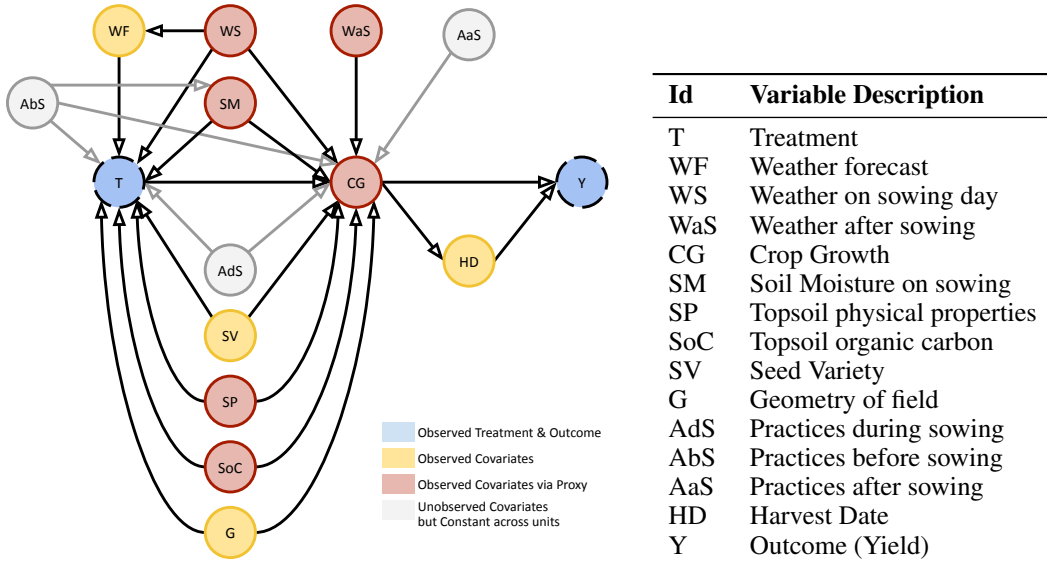 WF
WS
WaS
AaS
AbS
SM
T
CG
Y
AdS
HD
SV
SP
SoC
G
Observed Treatment & Outcome
Observed Covariates
Observed Covariates via Proxy
Unobserved Covariates
but Constant across units
Id Variable Description
T Treatment
WF Weather forecast
WS Weather on sowing day
WaS Weather after sowing
CG Crop Growth
SM Soil Moisture on sowing
SP Topsoil physical properties
SoC Topsoil organic carbon
SV Seed Variety
G Geometry of field
AdS Practices during sowing
AbS Practices before sowing
AaS Practices after sowing
HD Harvest Date
Y Outcome (Yield)